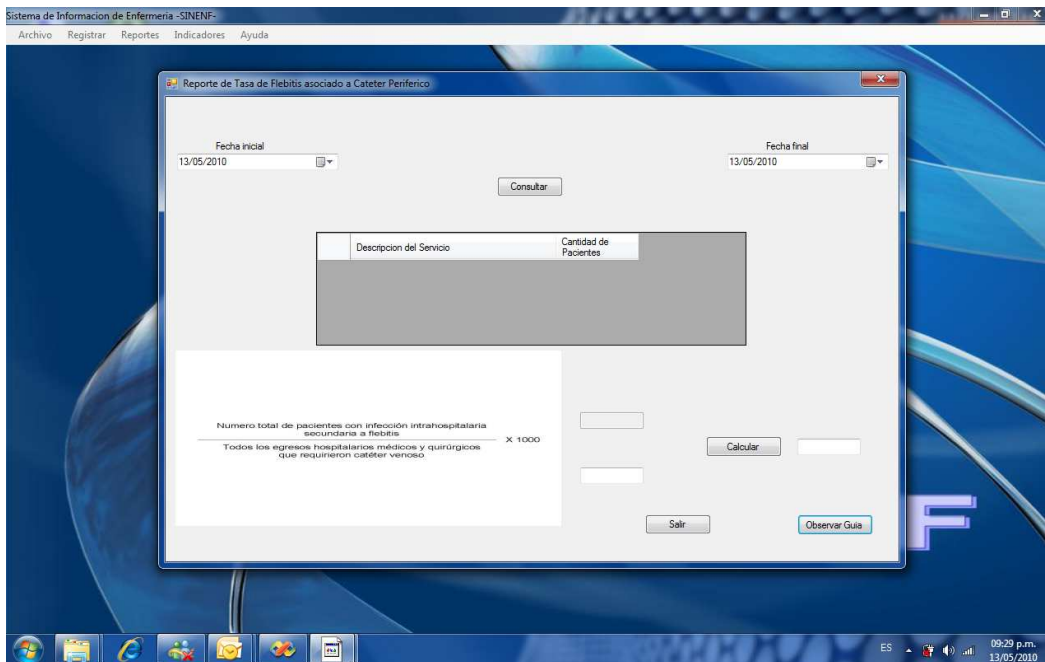 Sistema de Informacion de Enfermeria -SINENF-
Archivo Registrar Reportes Indicadores Ayuda
Reporte de Tasa de Flebitis asociado a Cateter Periferico
Fecha inicial
Fecha final
13/05/2010
13/05/2010
Consultar
Descripcion del Servicio
Cantidad de
Pacientes
Numero total de pacientes con infección intrahospitalaria
secundaria a flebitis
X 1000
Todos los egresos hospitalarios médicos y quirúrgicos
que requirieron catéter venoso
Calcular
Salir
Observar Guia
F
ES
09:29 p.m.
13/05/2010